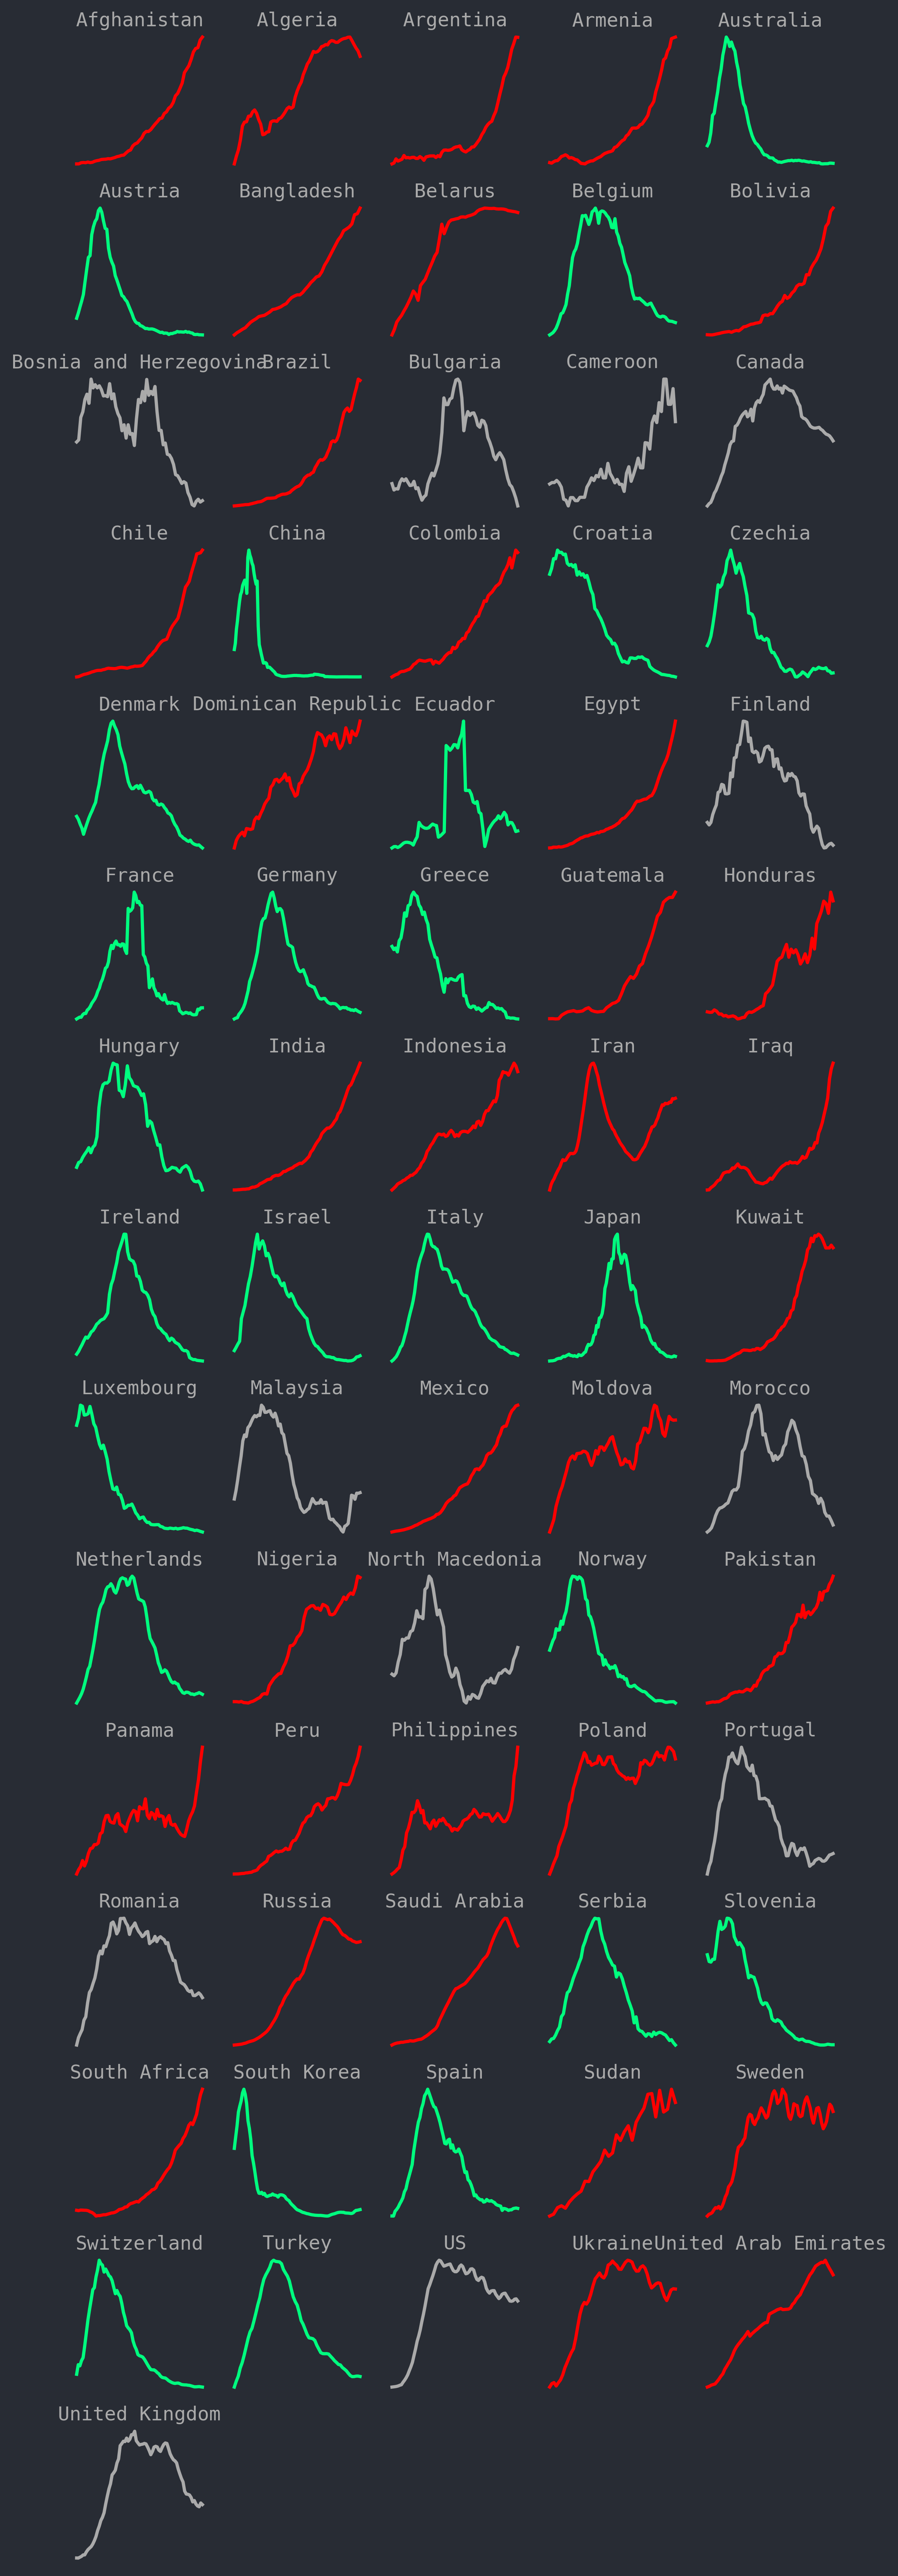 Afghanistan Algeria Argentina Armenia Australia
Austria Bangladesh Belarus Belgium Bolivia
Bosnia and Herzegovina Brazil Bulgaria Cameroon Canada
Chile China Colombia Croatia Czechia
Denmark Dominican Republic Ecuador Egypt Finland
France Germany Greece Guatemala Honduras
Hungary India Indonesia Iran Iraq
Ireland Israel Italy Japan Kuwait
Luxembourg Malaysia Mexico Moldova Morocco
Netherlands Nigeria North Macedonia Norway Pakistan
Panama Peru Philippines Poland Portugal
Romania Russia Saudi Arabia Serbia Slovenia
South Africa South Korea Spain Sudan Sweden
Switzerland Turkey US Ukraine United Arab Emirates
United Kingdom